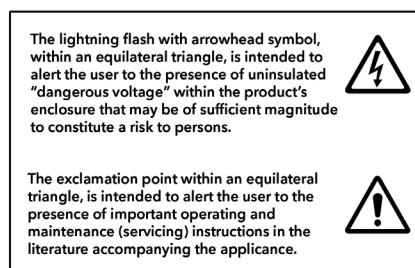 The lightning flash with arrowhead symbol,
within an equilateral triangle, is intended to
alert the user to the presence of uninsulated
“dangerous voltage” within the product’s
enclosure that may be of sufficient magnitude
to constitute a risk to persons.
The exclamation point within an equilateral
triangle, is intended to alert the user to the
presence of important operating and
maintenance (servicing) instructions in the
literature accompanying the applicance.